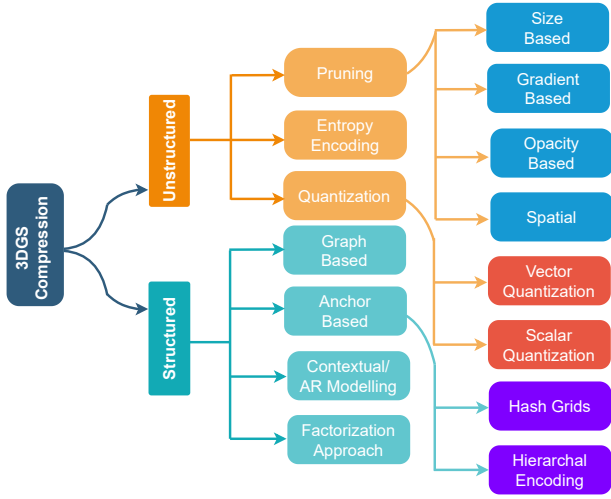 3DGS
Compression
Unstructured
Structured
Pruning
Entropy
Encoding
Quantization
Graph
Based
Anchor
Based
Contextual/
AR Modelling
Factorization
Approach
Size
Based
Gradient
Based
Opacity
Based
Spatial
Vector
Quantization
Scalar
Quantization
Hash Grids
Hierarchal
Encoding